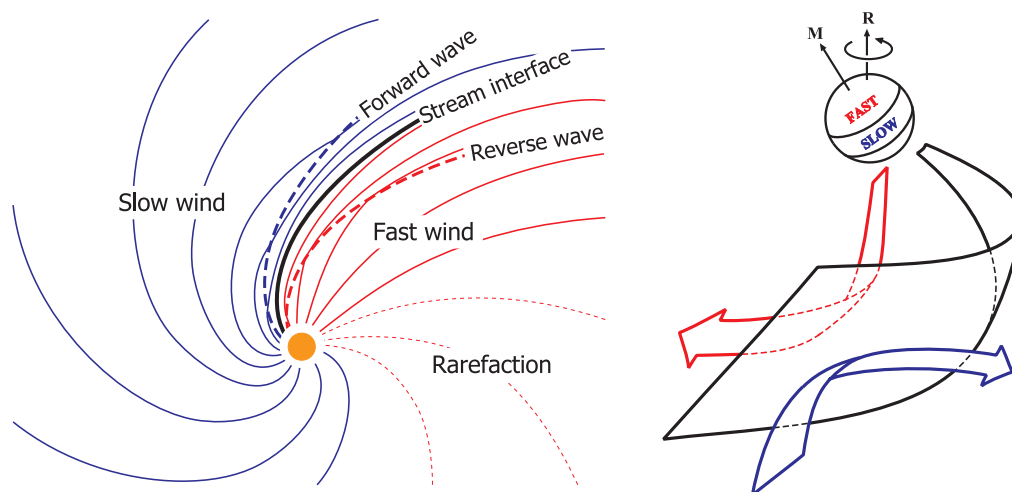 Forward wave
Stream interface
Reverse wave
Slow wind
Fast wind
Rarefaction
M
R
FAST
SLOW